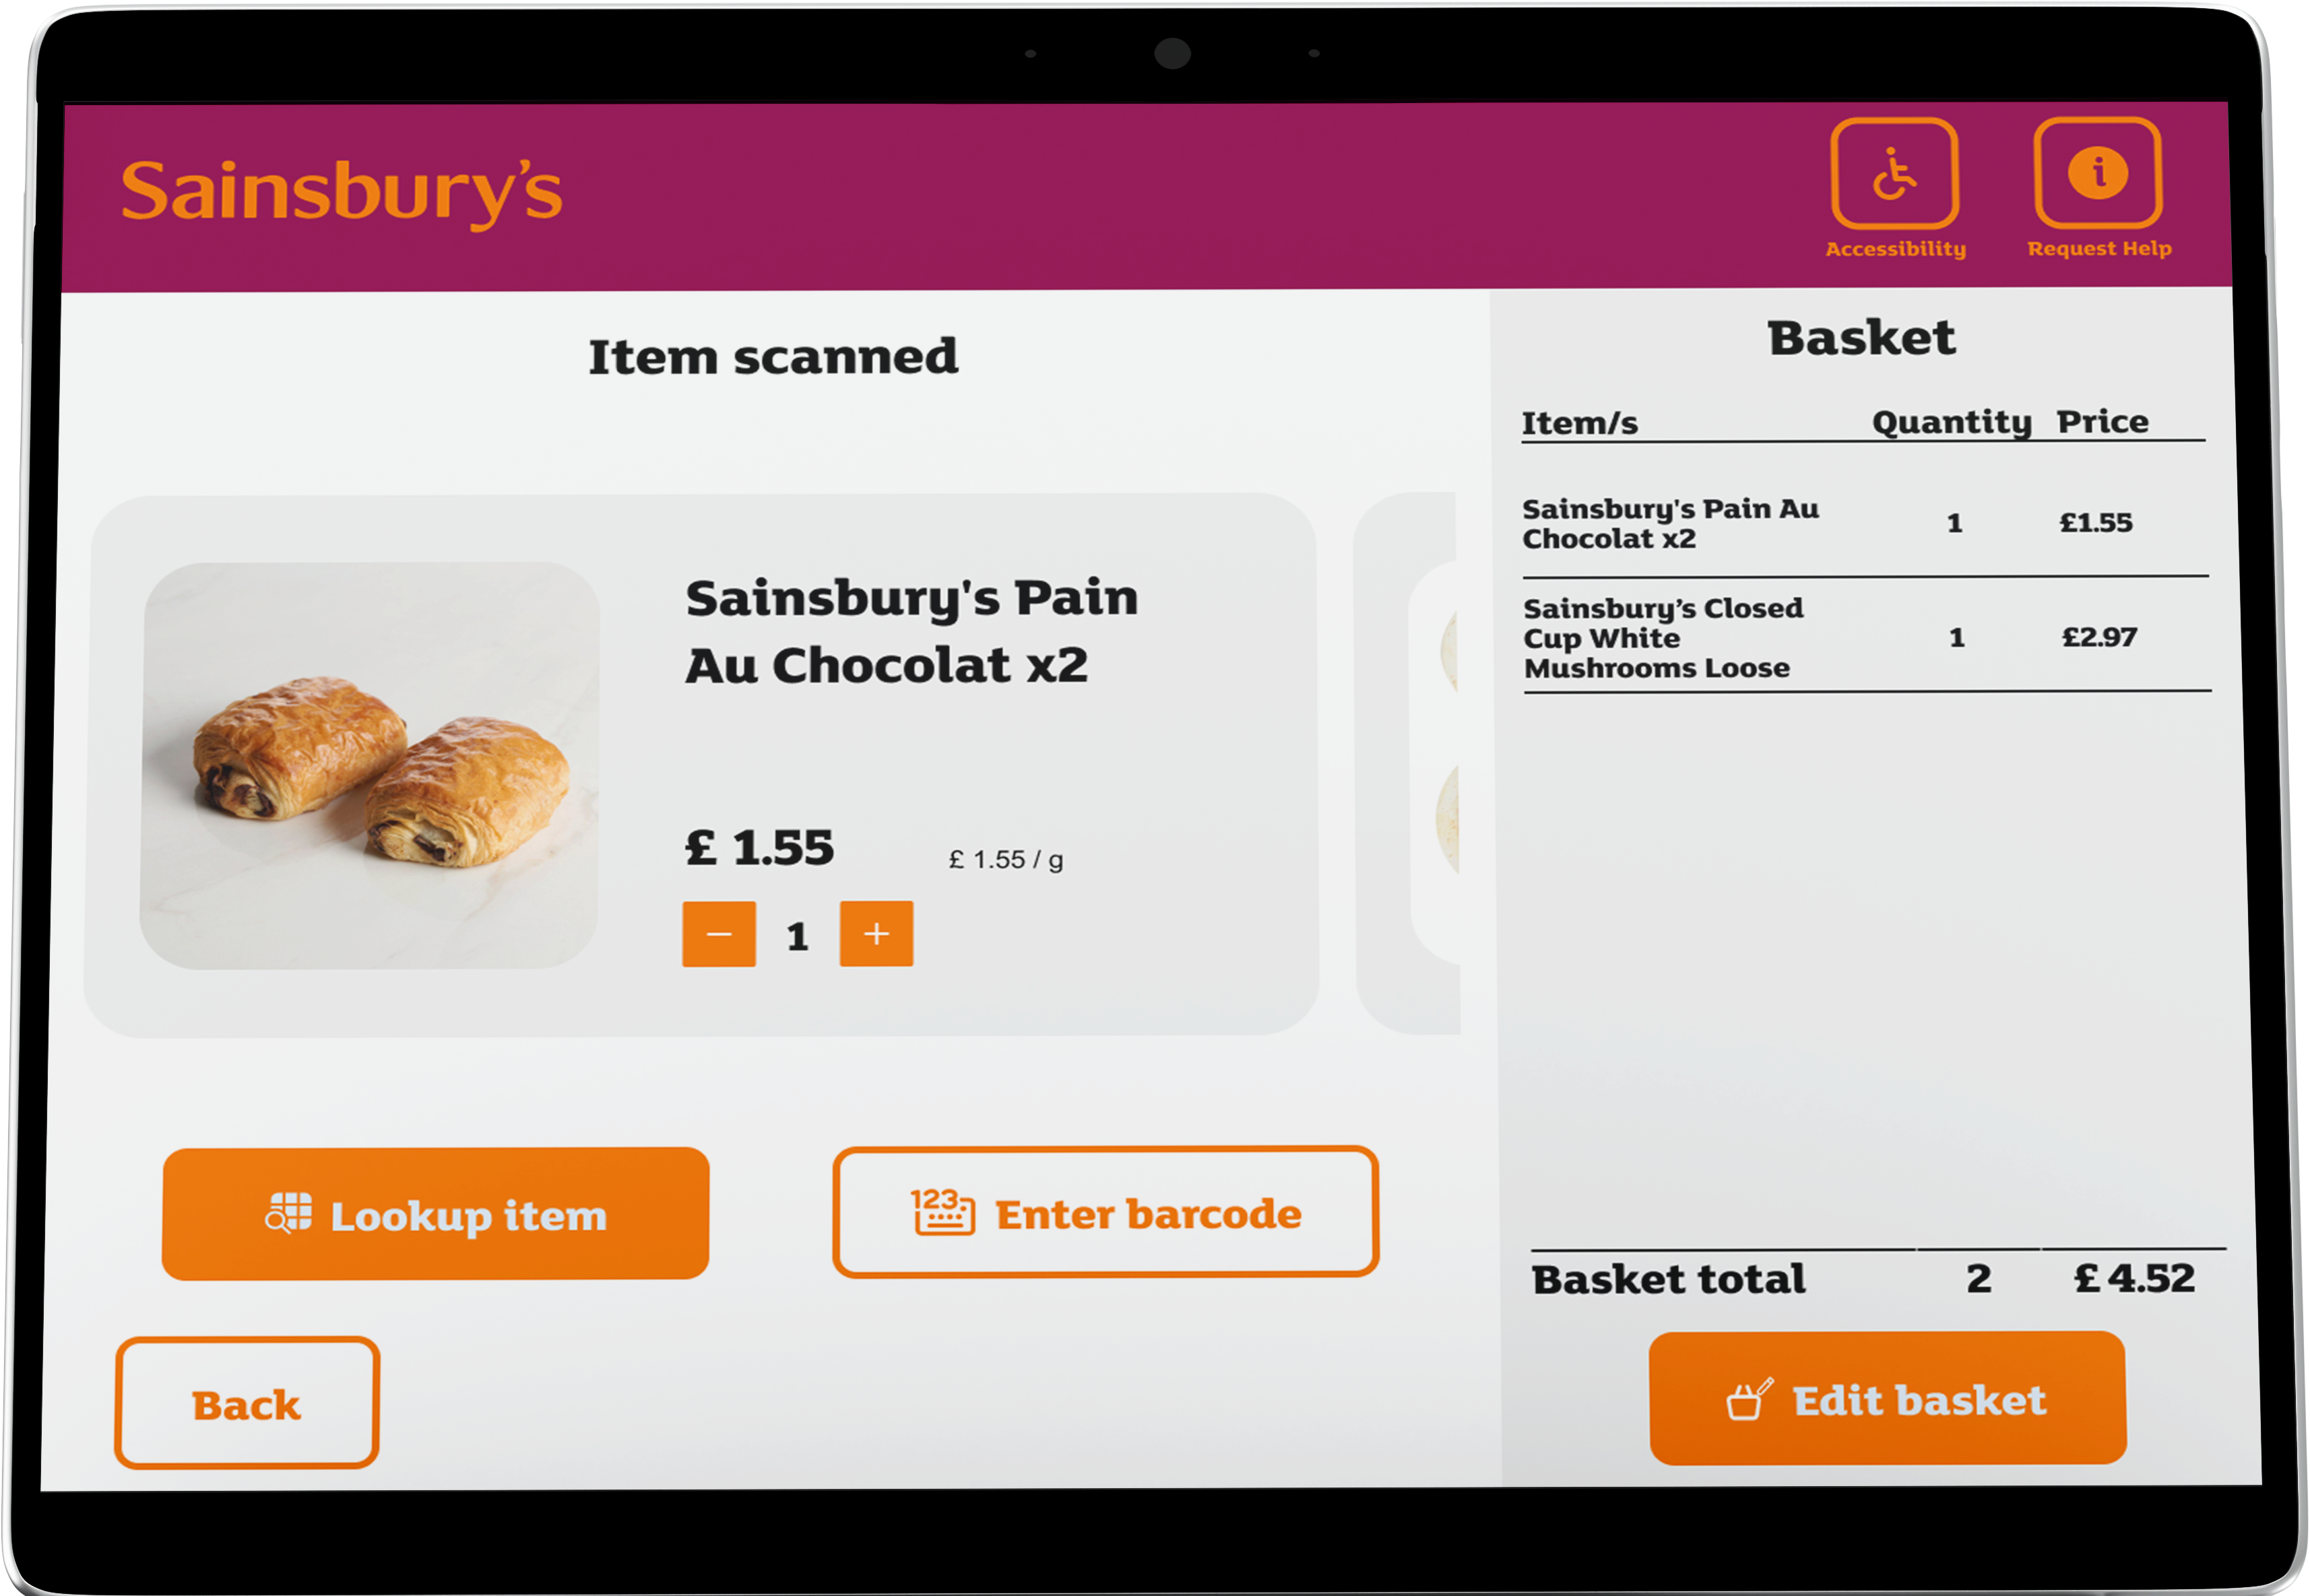 Sainsbury's
Accessibility
Request Help
Item scanned
Sainsbury's Pain
Au Chocolat x2
£ 1.55
£ 1.55 / g
− 1 +
123
Lookup item
Enter barcode
Back
Basket
Item/s Quantity Price
Sainsbury's Pain Au
Chocolat x2
1 £1.55
Sainsbury’s Closed
Cup White
Mushrooms Loose
1 £2.97
Basket total 2 £ 4.52
Edit basket